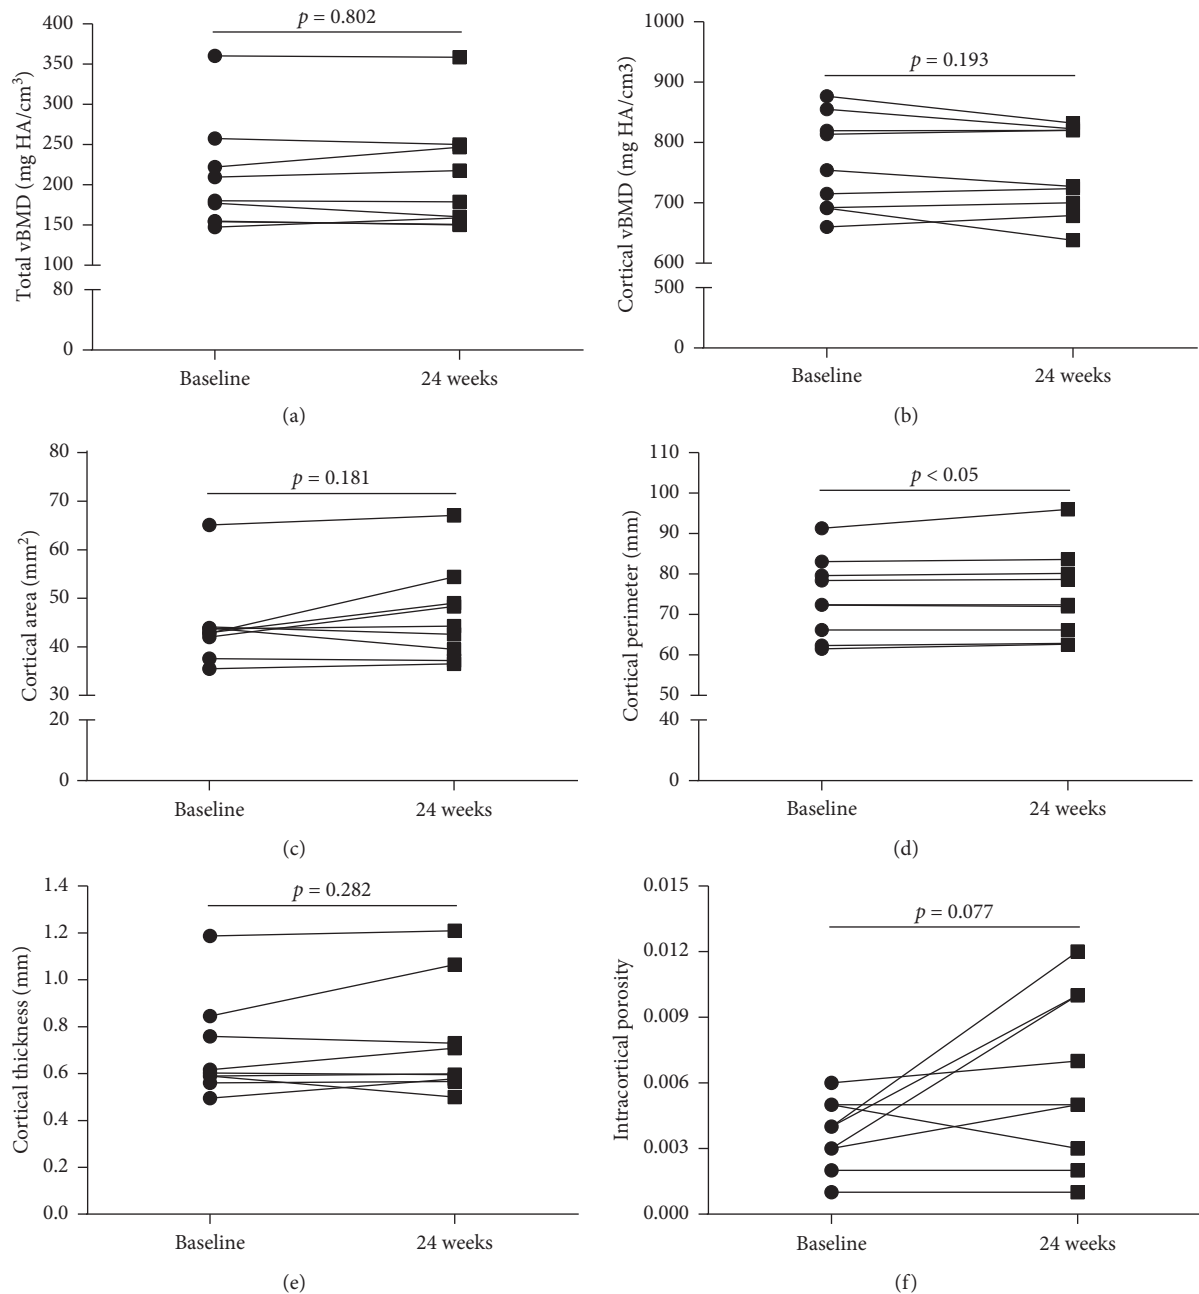 p = 0.802
400
350
300
250
200
150
100
80
0
Total vBMD (mg HA/cm³)
Baseline
24 weeks
(a)
p = 0.193
1000
900
800
700
600
500
0
Cortical vBMD (mg HA/cm3)
Baseline
24 weeks
(b)
p = 0.181
80
70
60
50
40
30
20
0
Cortical area (mm²)
Baseline
24 weeks
(c)
p < 0.05
110
100
90
80
70
60
50
40
0
Cortical perimeter (mm)
Baseline
24 weeks
(d)
p = 0.282
1.4
1.2
1.0
0.8
0.6
0.4
0.2
0.0
Cortical thickness (mm)
Baseline
24 weeks
(e)
p = 0.077
0.015
0.012
0.009
0.006
0.003
0.000
Intracortical porosity
Baseline
24 weeks
(f)